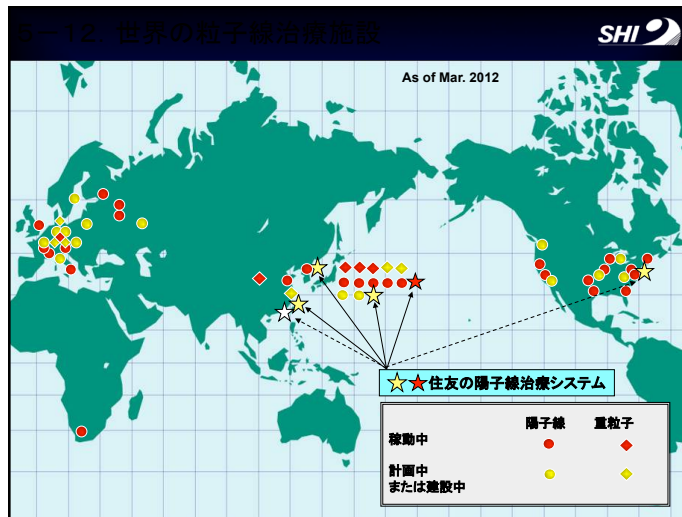 5－12．世界の粒子線治療施設
SHI
As of Mar. 2012
住友の陽子線治療システム
陽子線 重粒子
稼動中
計画中
または建設中